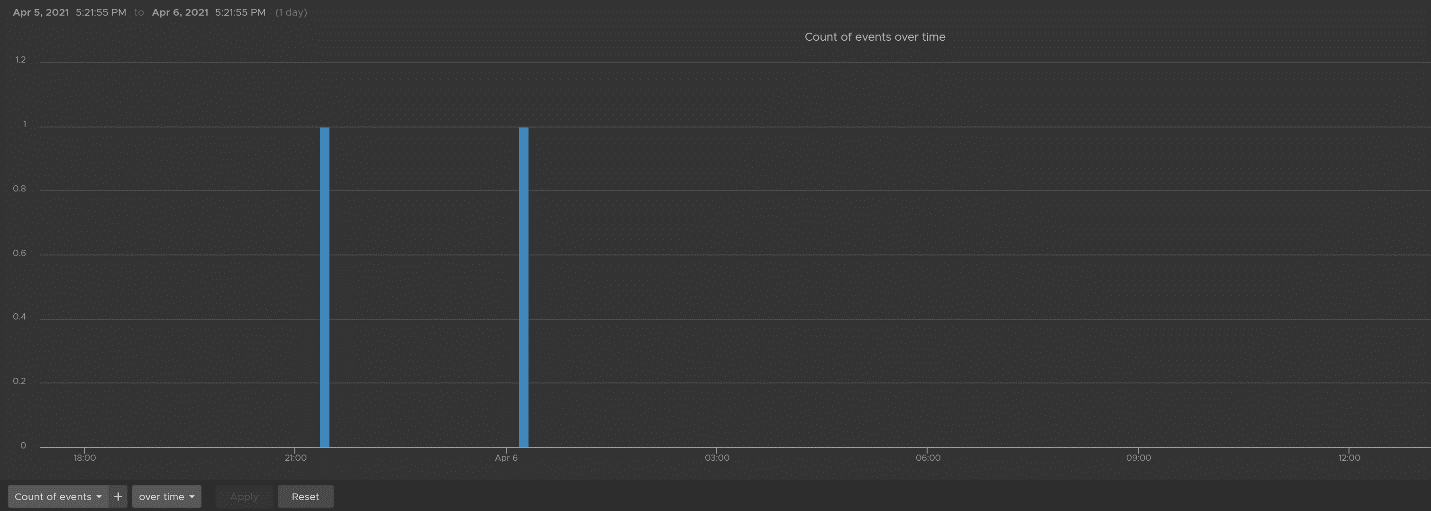 Apr 5, 2021 5:21:55 PM to Apr 6, 2021 5:21:55 PM (1 day)
Count of events over time
1.2
1
0.8
0.6
0.4
0.2
0
18:00 21:00 Apr 6 03:00 06:00 09:00 12:00
Count of events + over time Apply Reset